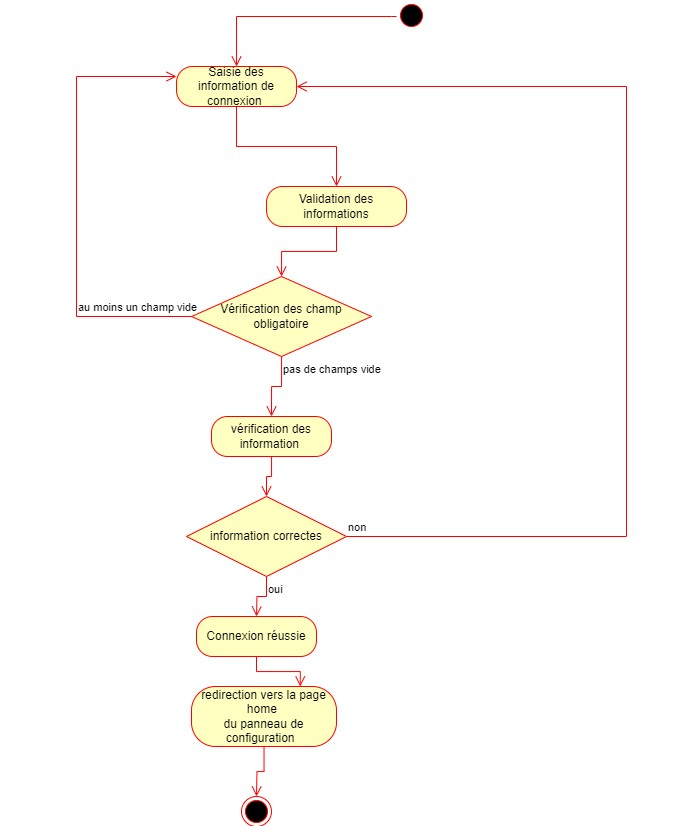 Saisie des
information de
connexion
Validation des
informations
Vérification des champ
obligatoire
au moins un champ vide
pas de champs vide
vérification des
information
information correctes
non
oui
Connexion réussie
redirection vers la page
home
du panneau de
configuration